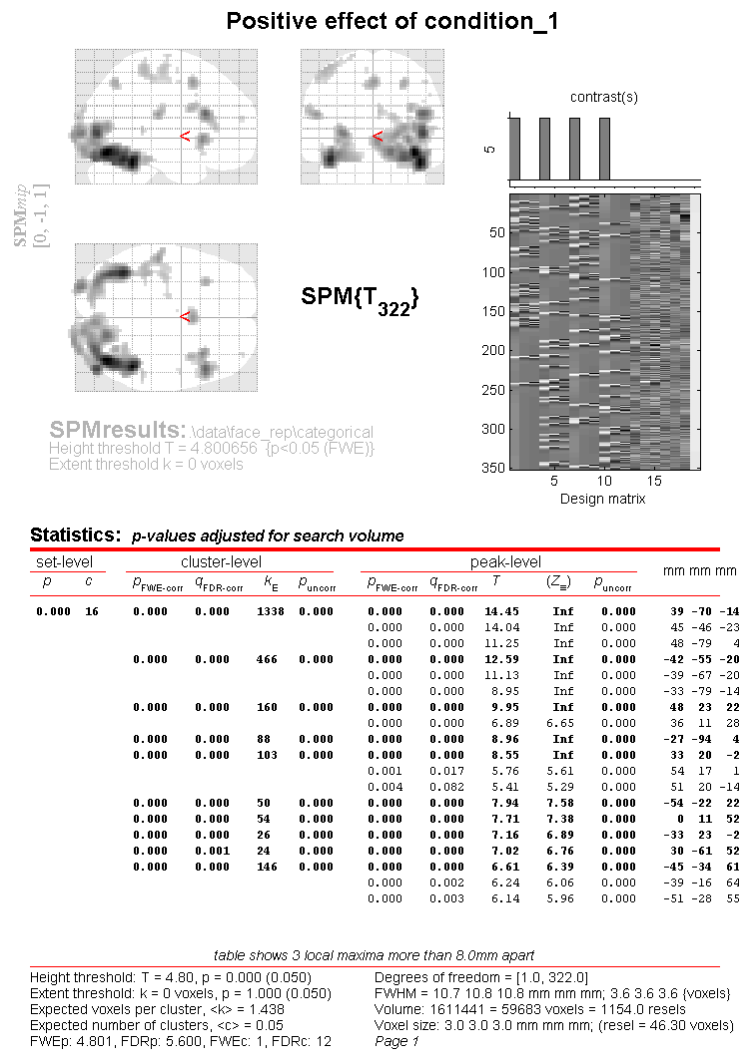 Positive effect of condition_1
contrast(s)
5
SPMmip
[0, -1, 1]
<
<
<
SPM{T322}
50
100
150
200
250
300
350
5 10 15
Design matrix
SPMresults: .\data\face_rep\categorical
Height threshold T = 4.800656 {p<0.05 (FWE)}
Extent threshold k = 0 voxels
Statistics: p-values adjusted for search volume
set-level cluster-level peak-level mm mm mm
p c pFWE-corr qFDR-corr kE puncorr pFWE-corr qFDR-corr T (Z≡) puncorr
0.000 16 0.000 0.000 1338 0.000 0.000 0.000 14.45 Inf 0.000 39 -70 -14
0.000 0.000 14.04 Inf 0.000 45 -46 -23
0.000 0.000 11.25 Inf 0.000 48 -79 4
0.000 0.000 466 0.000 0.000 0.000 12.59 Inf 0.000 -42 -55 -20
0.000 0.000 11.13 Inf 0.000 -39 -67 -20
0.000 0.000 8.95 Inf 0.000 -33 -79 -14
0.000 0.000 160 0.000 0.000 0.000 9.95 Inf 0.000 48 23 22
0.000 0.000 6.89 6.65 0.000 36 11 28
0.000 0.000 88 0.000 0.000 0.000 8.96 Inf 0.000 -27 -94 4
0.000 0.000 103 0.000 0.000 0.000 8.55 Inf 0.000 33 20 -2
0.001 0.017 5.76 5.61 0.000 54 17 1
0.004 0.082 5.41 5.29 0.000 51 20 -14
0.000 0.000 50 0.000 0.000 0.000 7.94 7.58 0.000 -54 -22 22
0.000 0.000 54 0.000 0.000 0.000 7.71 7.38 0.000 0 11 52
0.000 0.000 26 0.000 0.000 0.000 7.16 6.89 0.000 -33 23 -2
0.000 0.001 24 0.000 0.000 0.000 7.02 6.76 0.000 30 -61 52
0.000 0.000 146 0.000 0.000 0.000 6.61 6.39 0.000 -45 -34 61
0.000 0.002 6.24 6.06 0.000 -39 -16 64
0.000 0.003 6.14 5.96 0.000 -51 -28 55
table shows 3 local maxima more than 8.0mm apart
Height threshold: T = 4.80, p = 0.000 (0.050)
Extent threshold: k = 0 voxels, p = 1.000 (0.050)
Expected voxels per cluster, <k> = 1.438
Expected number of clusters, <c> = 0.05
FWEp: 4.801, FDRp: 5.600, FWEc: 1, FDRc: 12
Degrees of freedom = [1.0, 322.0]
FWHM = 10.7 10.8 10.8 mm mm mm; 3.6 3.6 3.6 {voxels}
Volume: 1611441 = 59683 voxels = 1154.0 resels
Voxel size: 3.0 3.0 3.0 mm mm mm; (resel = 46.30 voxels)
Page 1